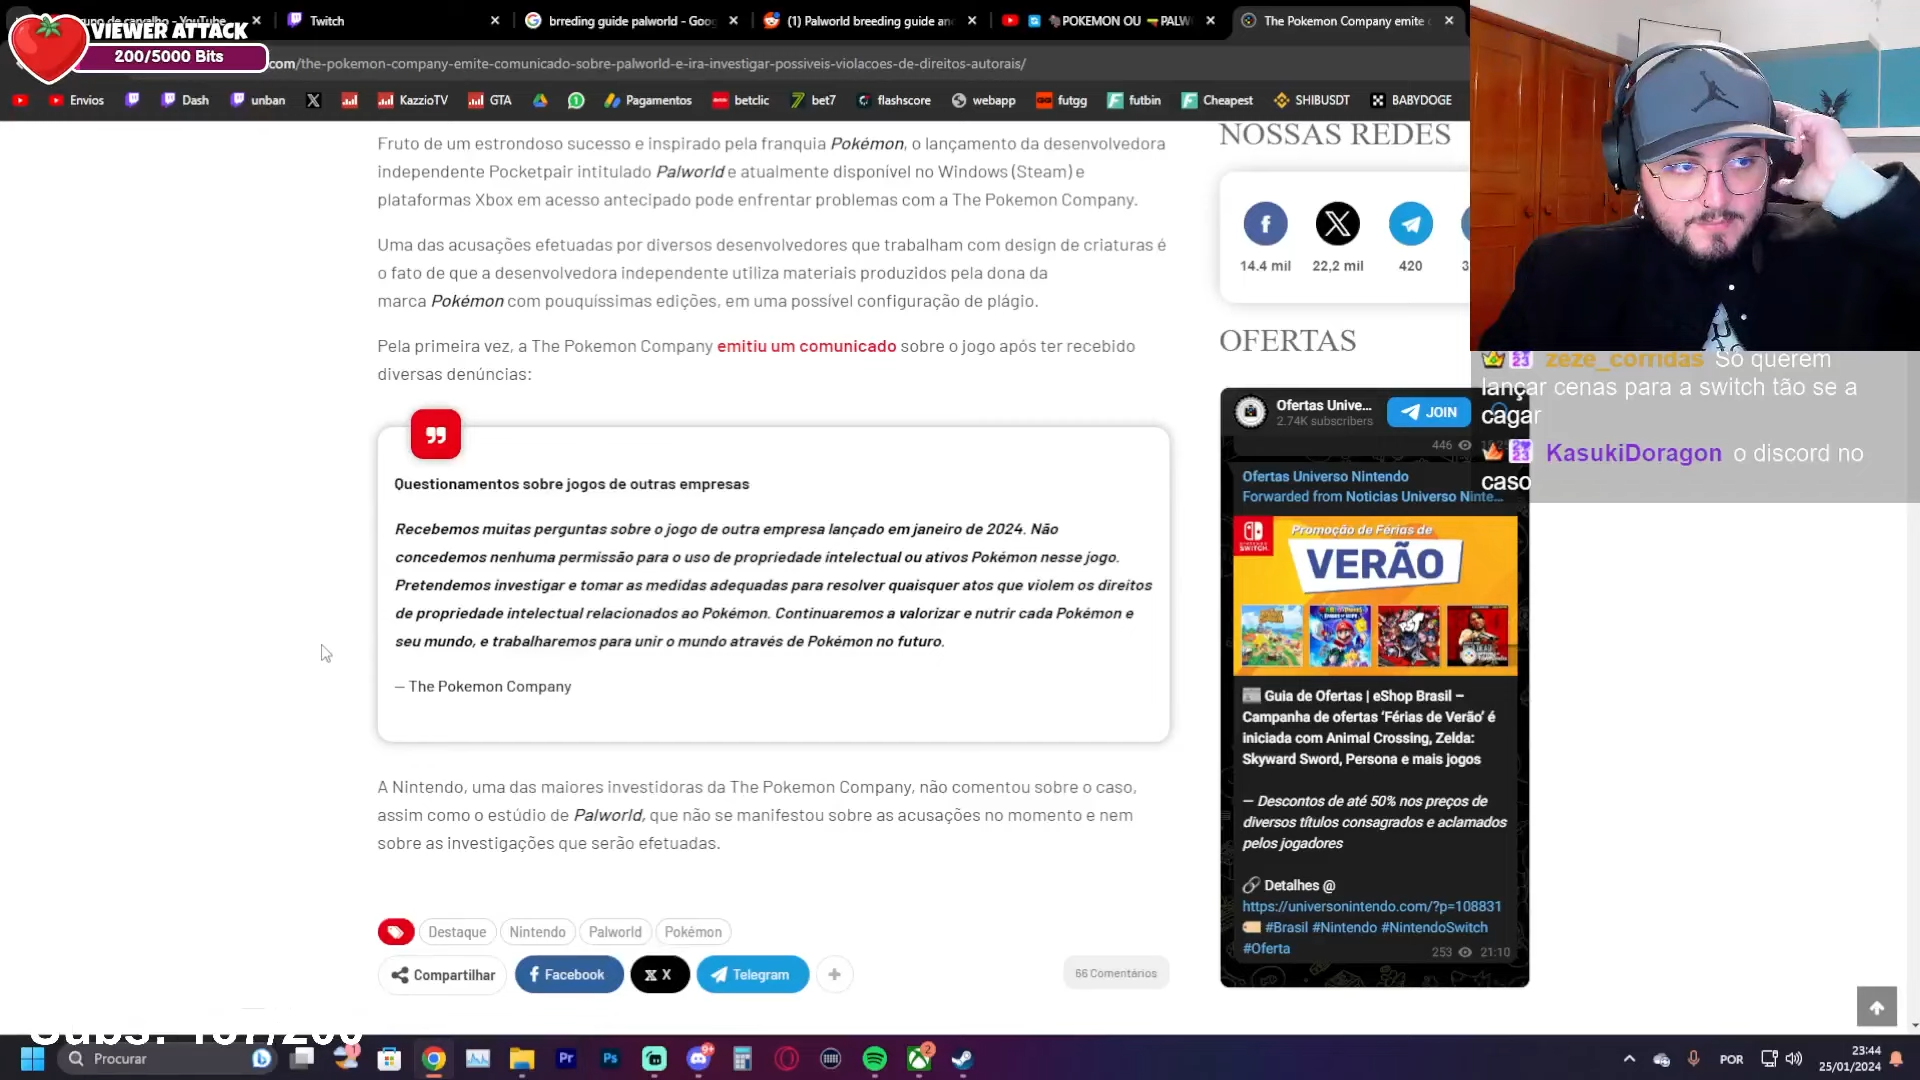 VIEWER ATTACK
200/5000 Bits
po de carvalho - YouTube
Twitch
brreding guide palworld - Goo
(1) Palworld breeding guide an
POKEMON OU PALW
The Pokemon Company emite c
com/the-pokemon-company-emite-comunicado-sobre-palworld-e-ira-investigar-possiveis-violacoes-de-direitos-autorais/
Envios
Dash
unban
KazzioTV
GTA
Pagamentos
betclic
bet7
flashscore
webapp
futgg
futbin
Cheapest
SHIBUSDT
BABYDOGE
Fruto de um estrondoso sucesso e inspirado pela franquia Pokémon, o lançamento da desenvolvedora
independente Pocketpair intitulado Palworld e atualmente disponível no Windows (Steam) e
plataformas Xbox em acesso antecipado pode enfrentar problemas com a The Pokemon Company.
Uma das acusações efetuadas por diversos desenvolvedores que trabalham com design de criaturas é
o fato de que a desenvolvedora independente utiliza materiais produzidos pela dona da
marca Pokémon com pouquíssimas edições, em uma possível configuração de plágio.
Pela primeira vez, a The Pokemon Company emitiu um comunicado sobre o jogo após ter recebido
diversas denúncias:
Questionamentos sobre jogos de outras empresas
Recebemos muitas perguntas sobre o jogo de outra empresa lançado em janeiro de 2024. Não
concedemos nenhuma permissão para o uso de propriedade intelectual ou ativos Pokémon nesse jogo.
Pretendemos investigar e tomar as medidas adequadas para resolver quaisquer atos que violem os direitos
de propriedade intelectual relacionados ao Pokémon. Continuaremos a valorizar e nutrir cada Pokémon e
seu mundo, e trabalharemos para unir o mundo através de Pokémon no futuro.
— The Pokemon Company
A Nintendo, uma das maiores investidoras da The Pokemon Company, não comentou sobre o caso,
assim como o estúdio de Palworld, que não se manifestou sobre as acusações no momento e nem
sobre as investigações que serão efetuadas.
Destaque
Nintendo
Palworld
Pokémon
Compartilhar
Facebook
X
Telegram
66 Comentários
NOSSAS REDES
14.4 mil
22,2 mil
420
3
OFERTAS
Ofertas Unive...
2.74K subscribers
JOIN
446
Ofertas Universo Nintendo
Forwarded from Noticias Universo Ninte...
NINTENDO SWITCH
Promoção de Férias de
VERÃO
Guia de Ofertas | eShop Brasil –
Campanha de ofertas ‘Férias de Verão’ é
iniciada com Animal Crossing, Zelda:
Skyward Sword, Persona e mais jogos
— Descontos de até 50% nos preços de
diversos títulos consagrados e aclamados
pelos jogadores
Detalhes @
https://universonintendo.com/?p=108831
#Brasil #Nintendo #NintendoSwitch
#Oferta
253 21:10
zeze_corridas Só querem
lançar cenas para a switch tão se a
cagar
KasukiDoragon o discord no
caso
Subs: 167/200
Procurar
Pr
Ps
POR
23:44
25/01/2024